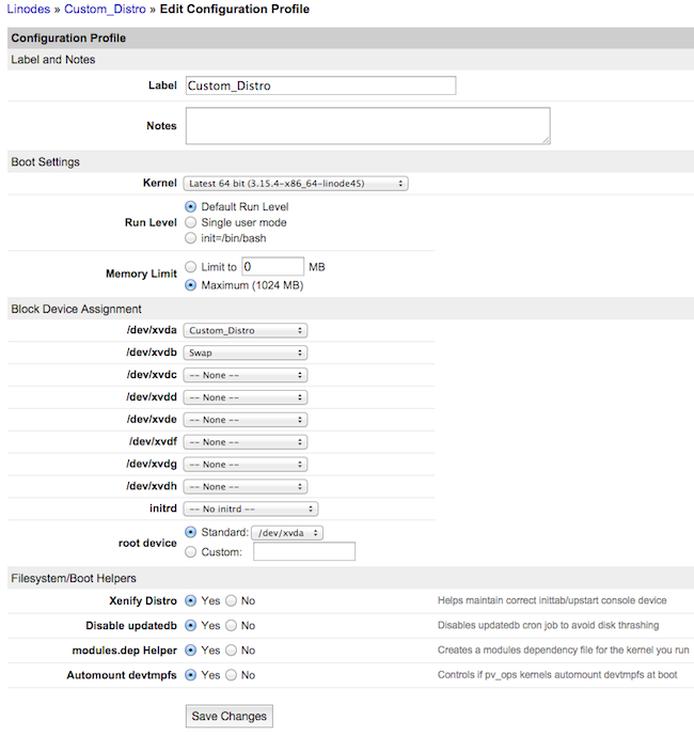 Linodes » Custom_Distro » Edit Configuration Profile
Configuration Profile
Label and Notes
Label Custom_Distro
Notes
Boot Settings
Kernel Latest 64 bit (3.15.4-x86_64-linode45)
Default Run Level
Run Level Single user mode
init=/bin/bash
Memory Limit Limit to 0 MB
Maximum (1024 MB)
Block Device Assignment
/dev/xvda Custom_Distro
/dev/xvdb Swap
/dev/xvdc -- None --
/dev/xvdd -- None --
/dev/xvde -- None --
/dev/xvdf -- None --
/dev/xvdg -- None --
/dev/xvdh -- None --
initrd -- No initrd --
root device Standard: /dev/xvda
Custom:
Filesystem/Boot Helpers
Xenify Distro Yes No Helps maintain correct inittab/upstart console device
Disable updatedb Yes No Disables updatedb cron job to avoid disk thrashing
modules.dep Helper Yes No Creates a modules dependency file for the kernel you run
Automount devtmpfs Yes No Controls if pv_ops kernels automount devtmpfs at boot
Save Changes